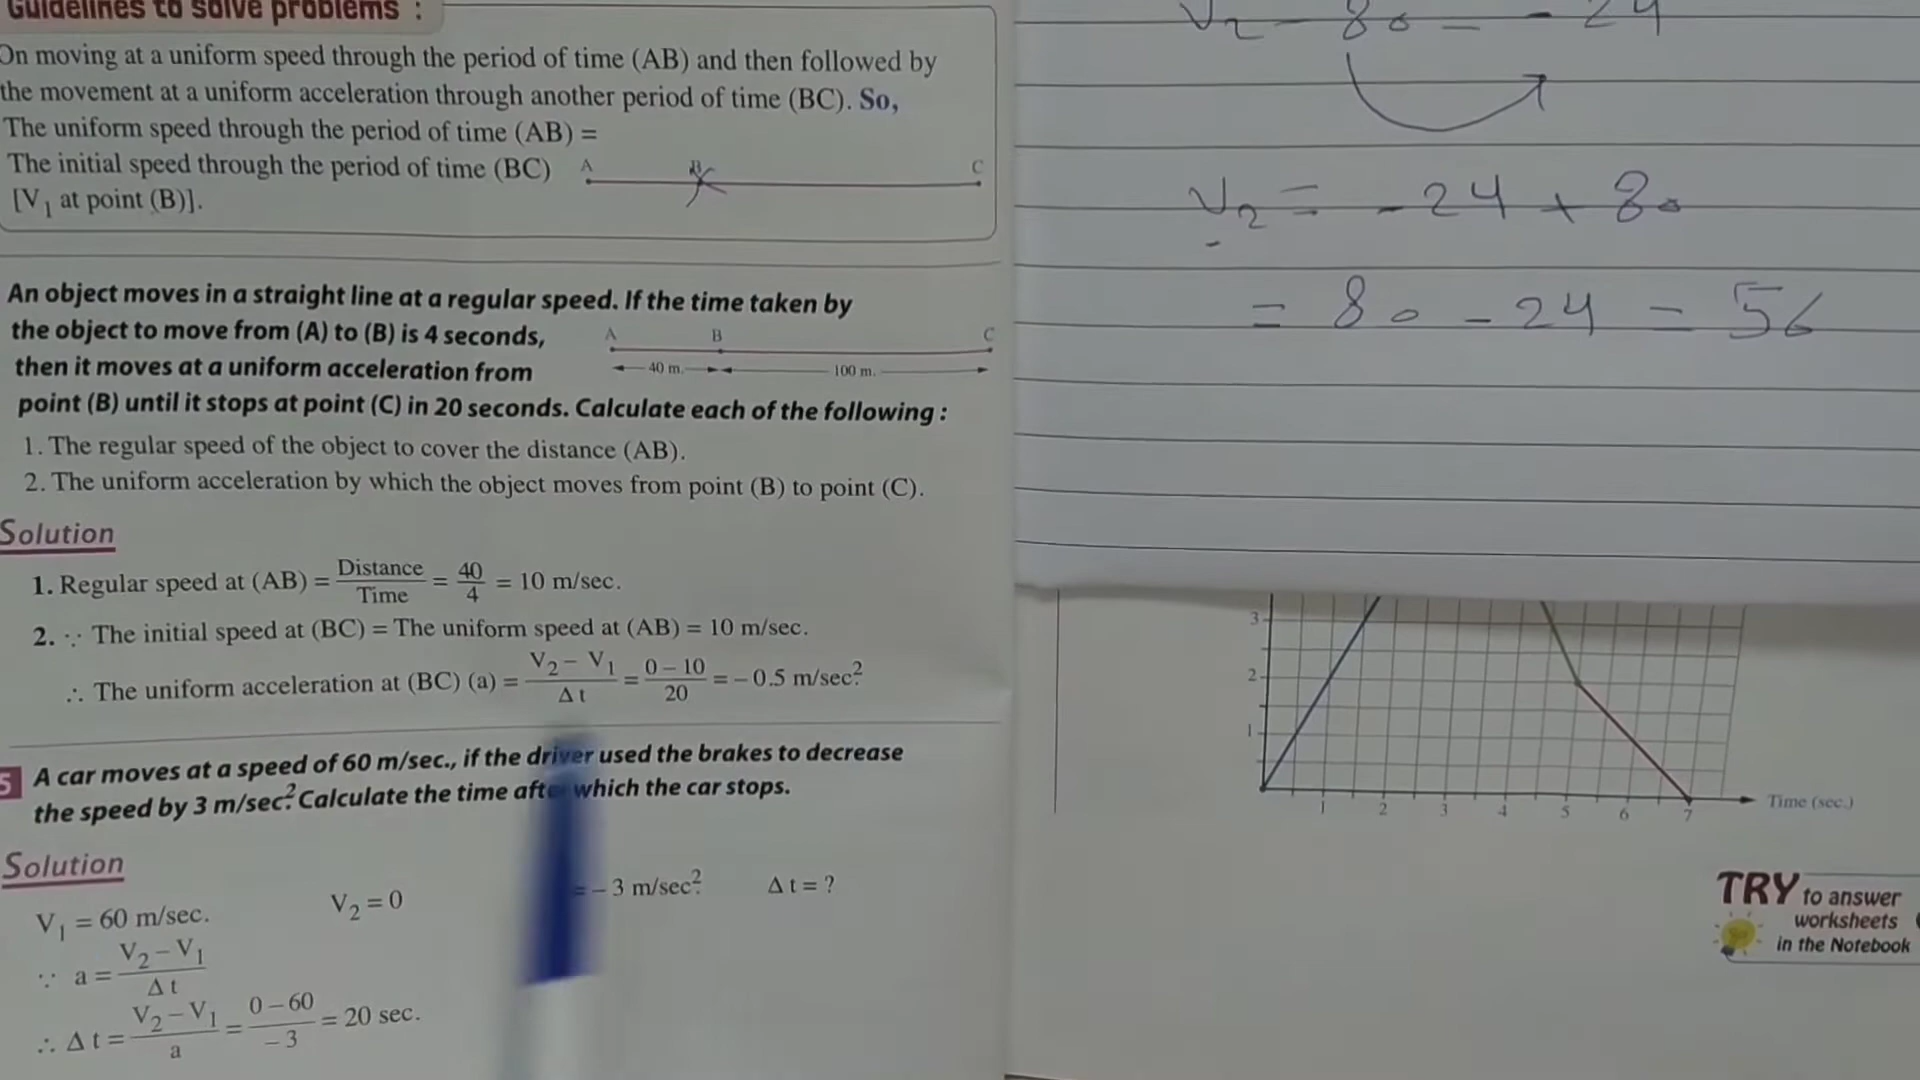 Guidelines to solve problems :
On moving at a uniform speed through the period of time (AB) and then followed by
the movement at a uniform acceleration through another period of time (BC). So,
The uniform speed through the period of time (AB) =
The initial speed through the period of time (BC)
A B C
[V₁ at point (B)].
An object moves in a straight line at a regular speed. If the time taken by
the object to move from (A) to (B) is 4 seconds,
A B C
then it moves at a uniform acceleration from
40 m. 100 m.
point (B) until it stops at point (C) in 20 seconds. Calculate each of the following :
1. The regular speed of the object to cover the distance (AB).
2. The uniform acceleration by which the object moves from point (B) to point (C).
Solution
1. Regular speed at (AB) = Distance/Time = 40/4 = 10 m/sec.
2. ∵ The initial speed at (BC) = The uniform speed at (AB) = 10 m/sec.
∴ The uniform acceleration at (BC) (a) = V₂ – V₁/Δt = 0 – 10/20 = – 0.5 m/sec².
5 A car moves at a speed of 60 m/sec., if the driver used the brakes to decrease
the speed by 3 m/sec². Calculate the time after which the car stops.
Solution
V₁ = 60 m/sec. V₂ = 0 = – 3 m/sec². Δt = ?
∵ a = V₂ – V₁/Δt
∴ Δt = V₂ – V₁/a = 0 – 60/– 3 = 20 sec.
V₂ – 80 = – 24
V₂ = – 24 + 80
= 80 – 24 = 56
3
2
1
1 2 3 4 5 6 7
Time (sec.)
TRY to answer
worksheets
in the Notebook